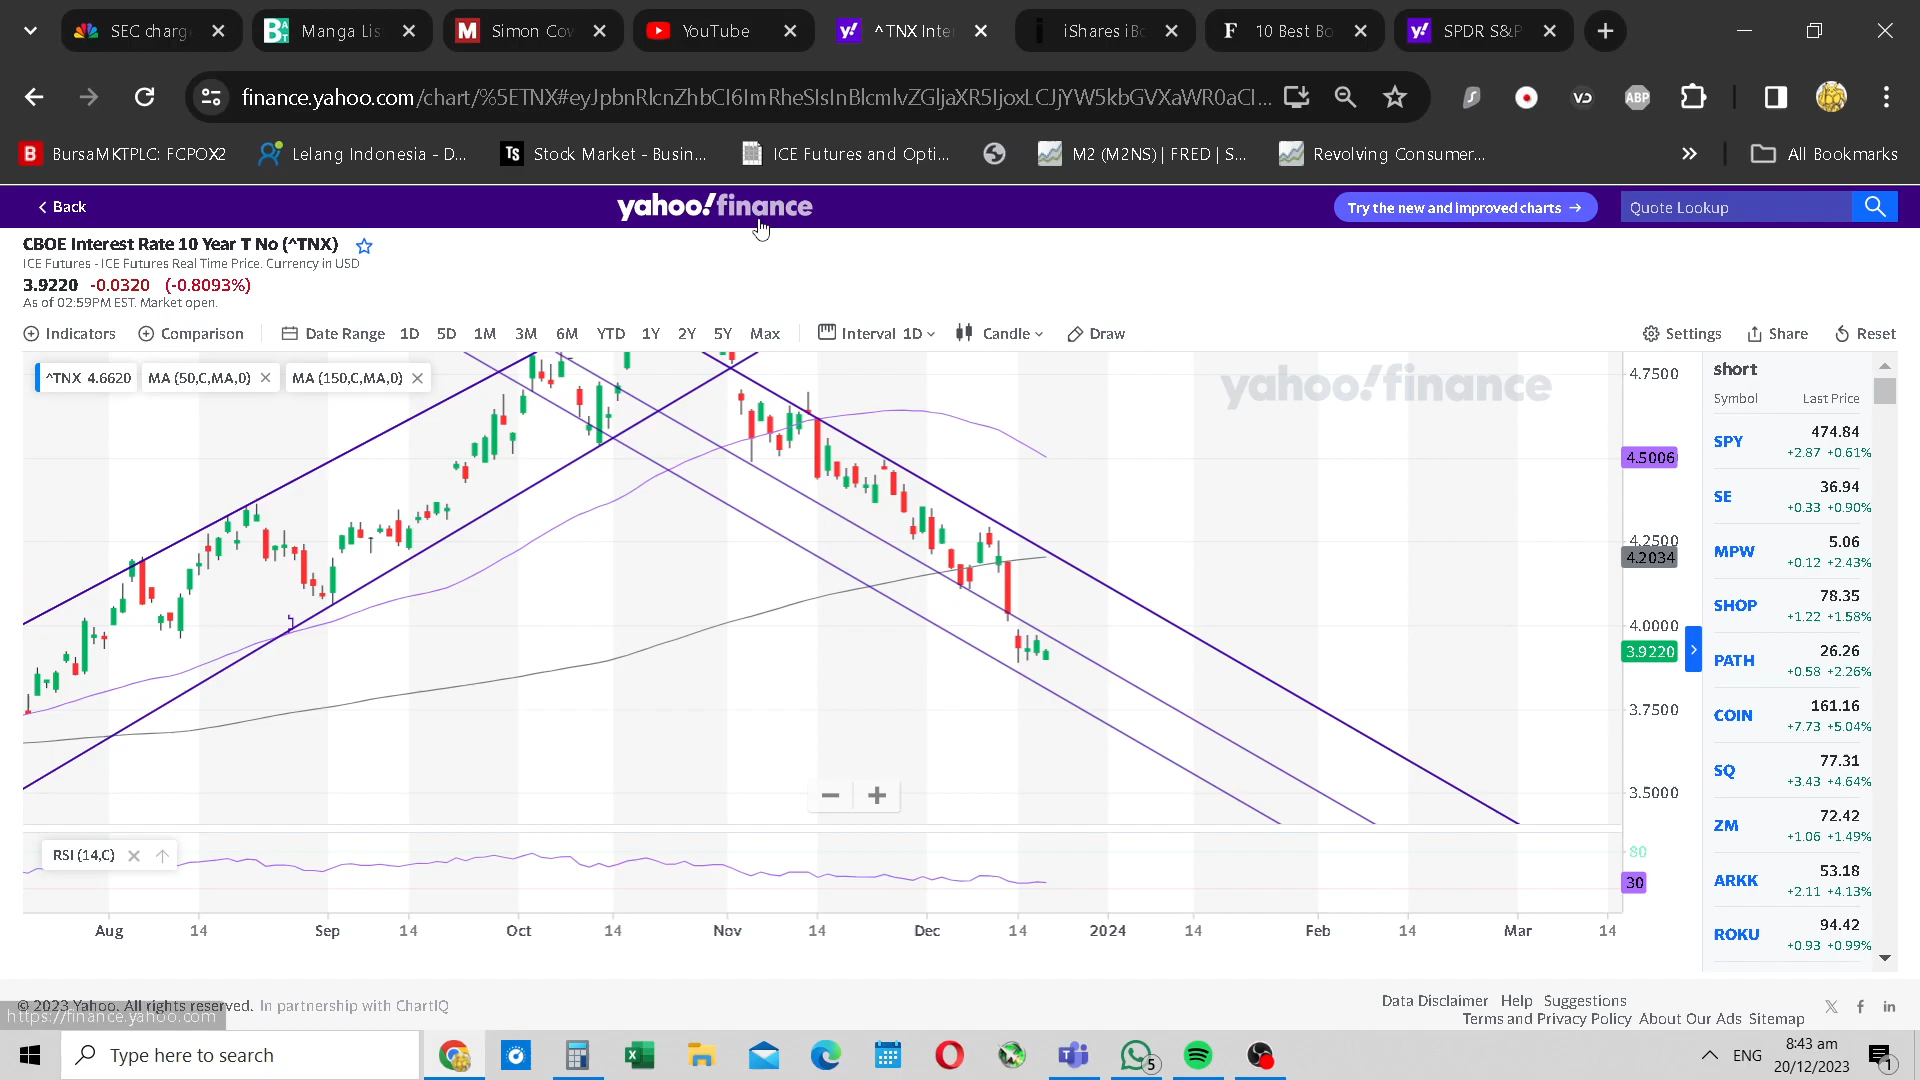 SEC charg
Manga Lis
Simon Cov
YouTube
^TNX Inte
iShares iBo
10 Best Bo
SPDR S&P
finance.yahoo.com/chart/%5ETNX#eyJpbnRlcnZhbCI6ImRheSIsInBlcmlvZGljaXR5IjoxLCJjYW5kbGVXaWR0aCI...
BursaMKTPLC: FCPOX2
Lelang Indonesia - D...
Stock Market - Busin...
ICE Futures and Opti...
M2 (M2NS) | FRED | S...
Revolving Consumer...
All Bookmarks
Back
yahoo!finance
Try the new and improved charts →
Quote Lookup
CBOE Interest Rate 10 Year T No (^TNX)
ICE Futures - ICE Futures Real Time Price. Currency in USD
3.9220 -0.0320 (-0.8093%)
As of 02:59PM EST. Market open.
Indicators Comparison Date Range 1D 5D 1M 3M 6M YTD 1Y 2Y 5Y Max Interval 1D Candle Draw Settings Share Reset
^TNX 4.6620 MA (50,C,MA,0) MA (150,C,MA,0)
yahoo!finance
4.7500
4.5006
4.2500
4.2034
4.0000
3.9220
3.7500
3.5000
RSI (14,C)
80
30
Aug 14 Sep 14 Oct 14 Nov 14 Dec 14 2024 14 Feb 14 Mar 14
short
Symbol Last Price
SPY 474.84
+2.87 +0.61%
SE 36.94
+0.33 +0.90%
MPW 5.06
+0.12 +2.43%
SHOP 78.35
+1.22 +1.58%
PATH 26.26
+0.58 +2.26%
COIN 161.16
+7.73 +5.04%
SQ 77.31
+3.43 +4.64%
ZM 72.42
+1.06 +1.49%
ARKK 53.18
+2.11 +4.13%
ROKU 94.42
+0.93 +0.99%
© 2023 Yahoo. All rights reserved. In partnership with ChartIQ
https://finance.yahoo.com
Data Disclaimer Help Suggestions
Terms and Privacy Policy About Our Ads Sitemap
Type here to search
5
ENG
8:43 am
20/12/2023
1